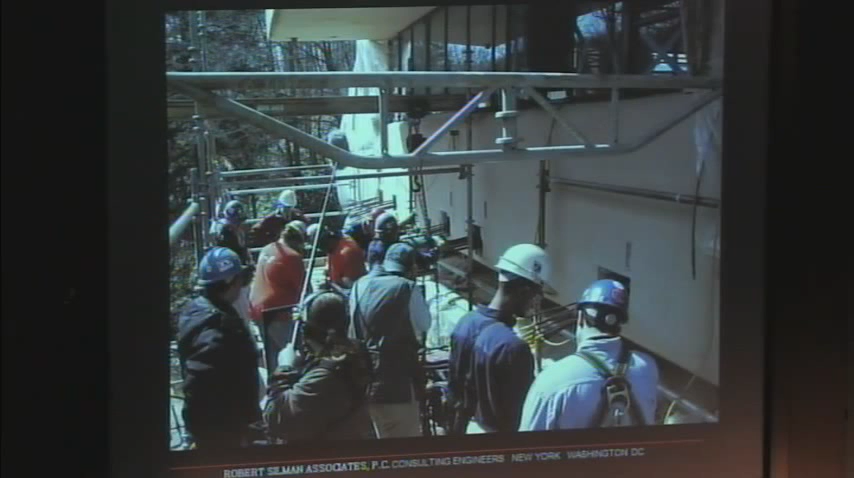 ROBERT SILMAN ASSOCIATES, P.C. CONSULTING ENGINEERS NEW YORK WASHINGTON DC